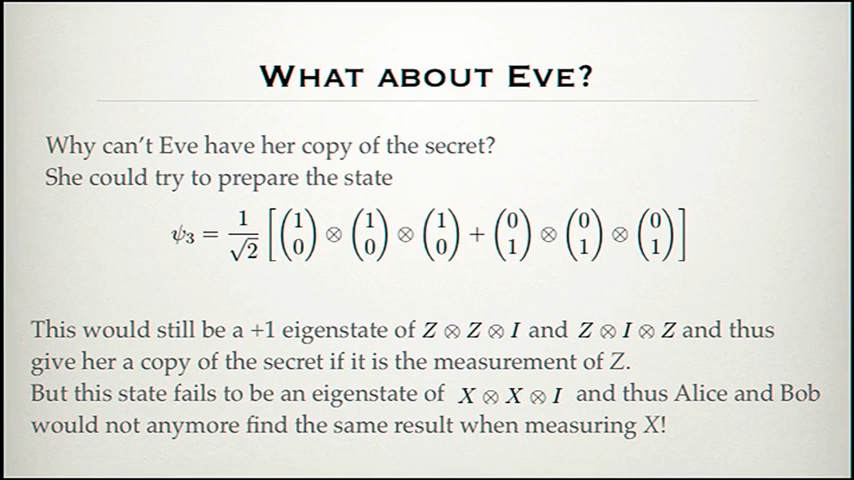 WHAT ABOUT EVE?
Why can't Eve have her copy of the secret?
She could try to prepare the state
ψ₃ = 1/√2 [(1 0) ⊗ (1 0) ⊗ (1 0) + (0 1) ⊗ (0 1) ⊗ (0 1)]
This would still be a +1 eigenstate of Z ⊗ Z ⊗ I and Z ⊗ I ⊗ Z and thus
give her a copy of the secret if it is the measurement of Z.
But this state fails to be an eigenstate of X ⊗ X ⊗ I and thus Alice and Bob
would not anymore find the same result when measuring X!